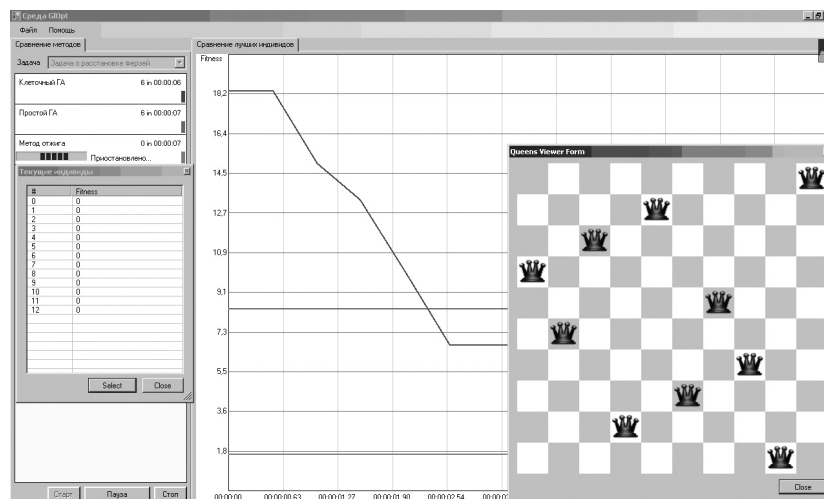 Среда GIOpt
Файл Помощь
Сравнение методов
Задача Задача о расстановке ферзей
Клеточный ГА 6 in 00:00:06
Простой ГА 6 in 00:00:07
Метод отжига 0 in 00:00:07
Приостановлено...
Текущие индивиды
# Fitness
0 0
1 0
2 0
3 0
4 0
5 0
6 0
7 0
8 0
9 0
10 0
11 0
12 0
Select Close
Старт Пауза Стоп
Сравнение лучших индивидов
Fitness
18,2
16,4
14,5
12,7
10,9
9,1
7,3
5,5
3,6
1,8
00:00:00 00:00:00.63 00:00:01.27 00:00:01.90 00:00:02.54
Queens Viewer Form
Close